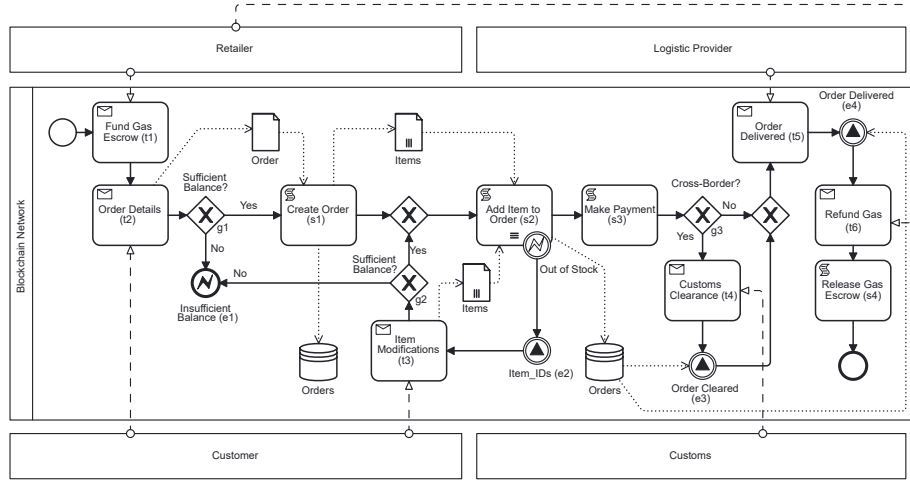 Retailer
Logistic Provider
Blockchain Network
Fund Gas
Escrow (t1)
Order
Items
Order
Delivered (t5)
Order Delivered
(e4)
Order Details
(t2)
Sufficient
Balance?
g1
Yes
No
Create Order
(s1)
Yes
Add Item to
Order (s2)
Out of Stock
Make Payment
(s3)
Cross-Border?
g3
No
Yes
Refund Gas
(t6)
Insufficient
Balance (e1)
No
Sufficient
Balance?
g2
Items
Customs
Clearance (t4)
Release Gas
Escrow (s4)
Item
Modifications
(t3)
Orders
Item_IDs (e2)
Orders
Order Cleared
(e3)
Customer
Customs